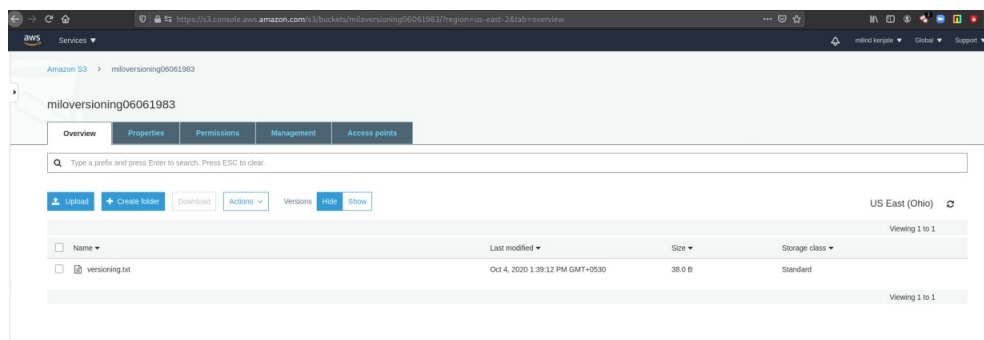 https://s3.console.aws.amazon.com/s3/buckets/miloversioning06061983/?region=us-east-2&tab=overview
aws Services milind kenjale Global Support
Amazon S3 > miloversioning06061983
miloversioning06061983
Overview Properties Permissions Management Access points
Type a prefix and press Enter to search. Press ESC to clear.
Upload + Create folder Download Actions Versions Hide Show US East (Ohio)
Viewing 1 to 1
Name Last modified Size Storage class
versioning.txt Oct 4, 2020 1:39:12 PM GMT+0530 38.0 B Standard
Viewing 1 to 1